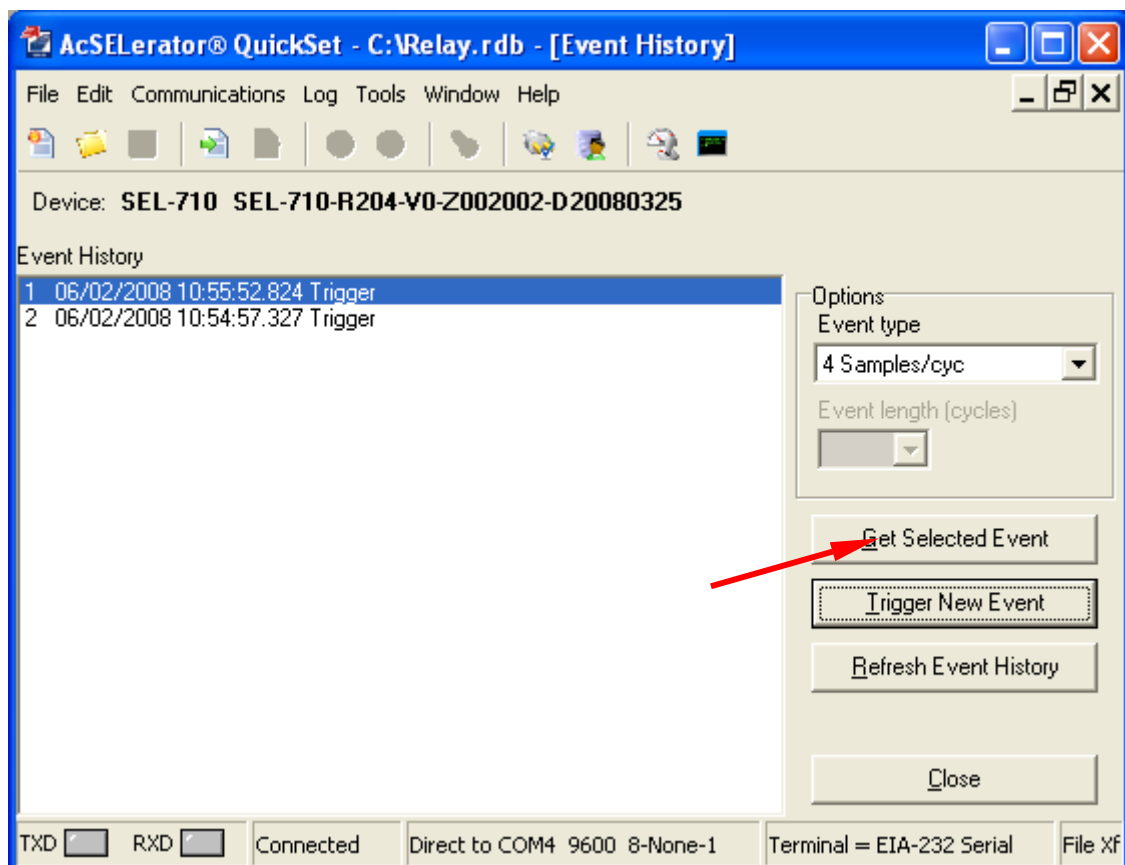 AcSELerator® QuickSet - C:\Relay.rdb - [Event History]
File Edit Communications Log Tools Window Help
Device: SEL-710 SEL-710-R204-V0-Z002002-D20080325
Event History
1 06/02/2008 10:55:52.824 Trigger
2 06/02/2008 10:54:57.327 Trigger
Options
Event type
4 Samples/cyc
Event length (cycles)
Get Selected Event
Trigger New Event
Refresh Event History
Close
TXD RXD Connected Direct to COM4 9600 8-None-1 Terminal = EIA-232 Serial File Xf